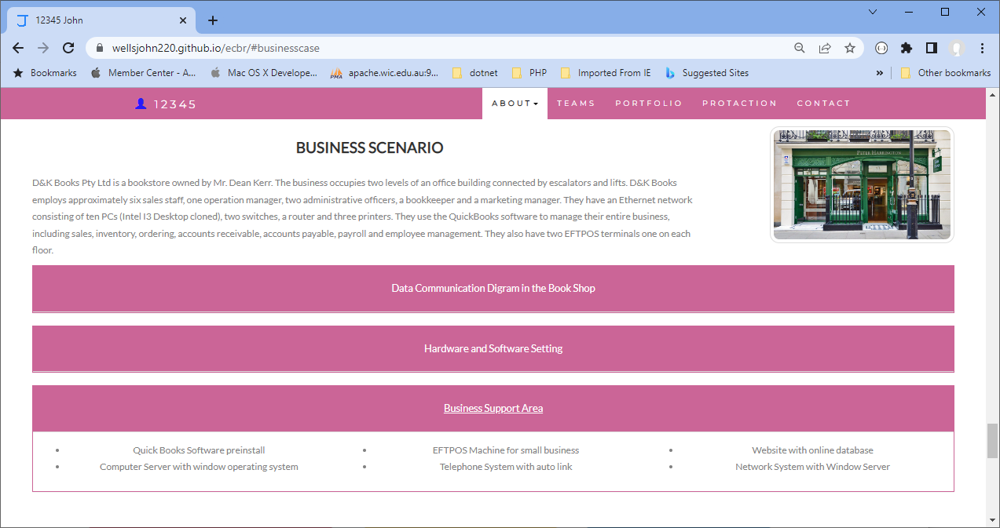 12345 John
wellsjohn220.github.io/ecbr/#businesscase
Bookmarks Member Center - A... Mac OS X Develope... PMA apache.wic.edu.au:9... dotnet PHP Imported From IE Suggested Sites » Other bookmarks
12345 ABOUT TEAMS PORTFOLIO PROTACTION CONTACT
BUSINESS SCENARIO
PETER HARRINGTON
D&K Books Pty Ltd is a bookstore owned by Mr. Dean Kerr. The business occupies two levels of an office building connected by escalators and lifts. D&K Books
employs approximately six sales staff, one operation manager, two administrative officers, a bookkeeper and a marketing manager. They have an Ethernet network
consisting of ten PCs (Intel I3 Desktop cloned), two switches, a router and three printers. They use the QuickBooks software to manage their entire business,
including sales, inventory, ordering, accounts receivable, accounts payable, payroll and employee management. They also have two EFTPOS terminals one on each
floor.
Data Communication Digram in the Book Shop
Hardware and Software Setting
Business Support Area
• Quick Books Software preinstall • EFTPOS Machine for small business • Website with online database
• Computer Server with window operating system • Telephone System with auto link • Network System with Window Server